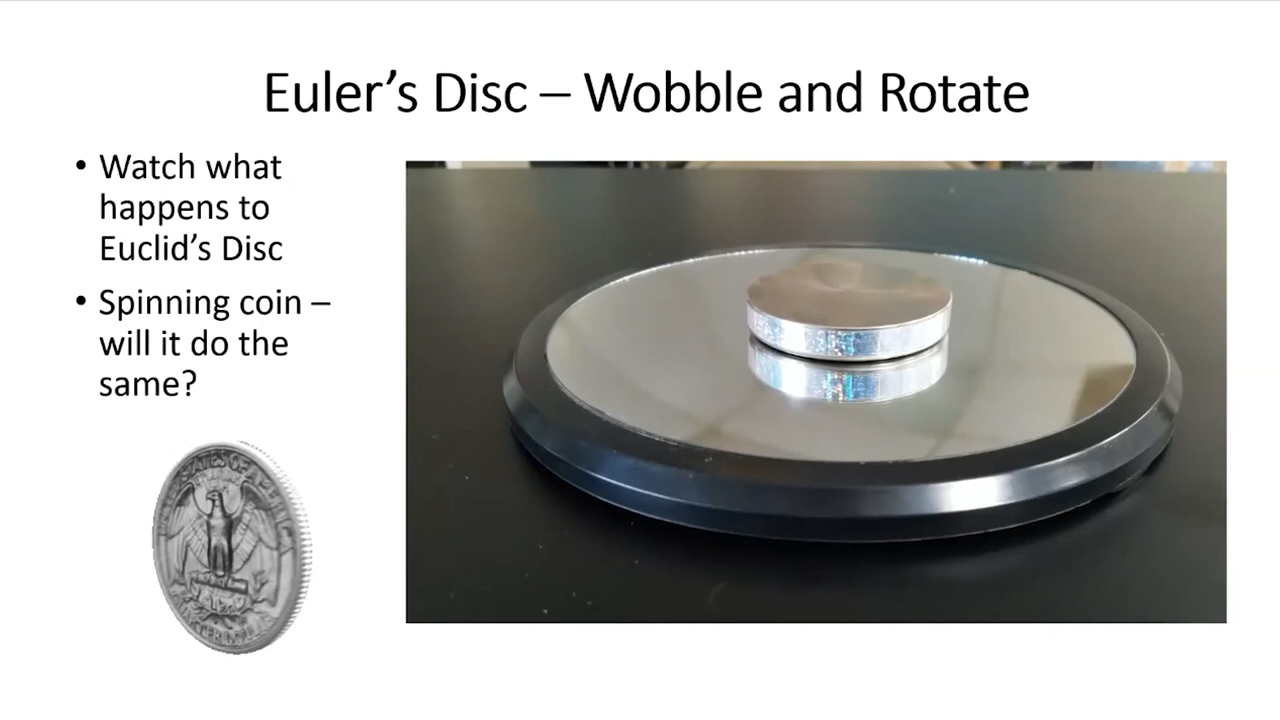 Euler’s Disc – Wobble and Rotate
• Watch what
happens to
Euclid’s Disc
• Spinning coin –
will it do the
same?